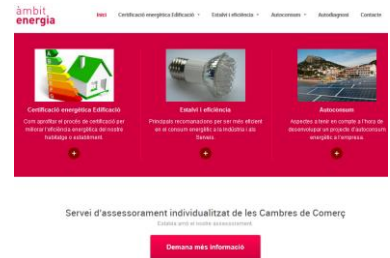 àmbit
energia
Inici
Certificació energètica Edificació
Estalvi i eficiència
Autoconsum
Autodiagnosi
Contacte
Certificació energètica Edificació
Com aprofitar el procés de certificació per
millorar l'eficiència energètica del nostre
habitatge o establiment.
Estalvi i eficiència
Principals recomanacions per ser més eficient
en el consum energètic a la Indústria i als
Serveis.
Autoconsum
Aspectes a tenir en compte a l'hora de
desenvolupar un projecte d'autoconsum
energètic a l'empresa.
Servei d'assessorament individualitzat de les Cambres de Comerç
Demana més informació